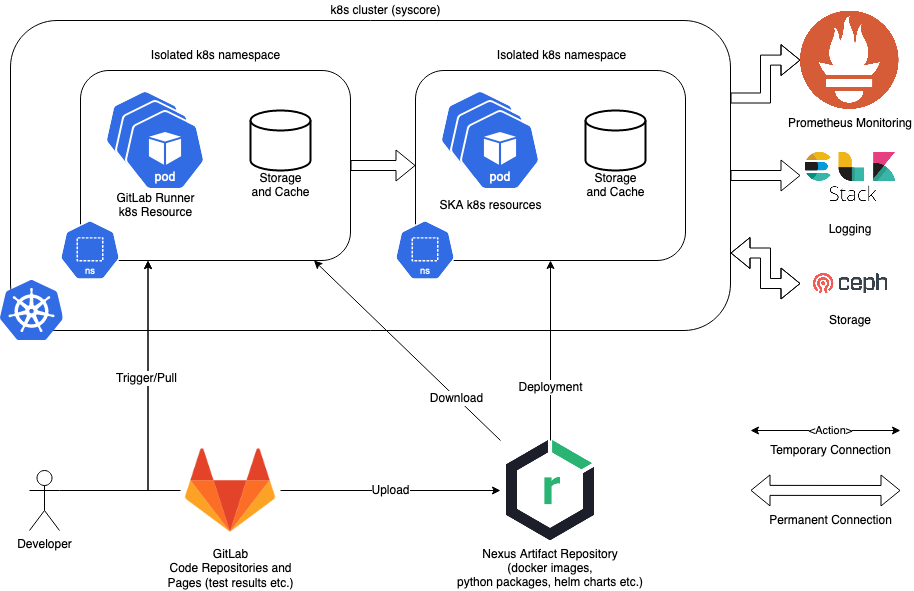 k8s cluster (syscore)
Isolated k8s namespace
Isolated k8s namespace
pod
GitLab Runner
k8s Resource
Storage
and Cache
ns
pod
SKA k8s resources
Storage
and Cache
ns
Prometheus Monitoring
ELK
Stack
Logging
ceph
Storage
Trigger/Pull
Download
Deployment
<Action>
Temporary Connection
Permanent Connection
Developer
GitLab
Code Repositories and
Pages (test results etc.)
Upload
r
Nexus Artifact Repository
(docker images,
python packages, helm charts etc.)